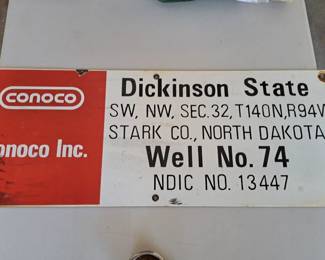 conoco
onoco Inc.
Dickinson State
SW, NW, SEC.32, T140N, R94W
STARK CO., NORTH DAKOTA
Well No. 74
NDIC NO. 13447